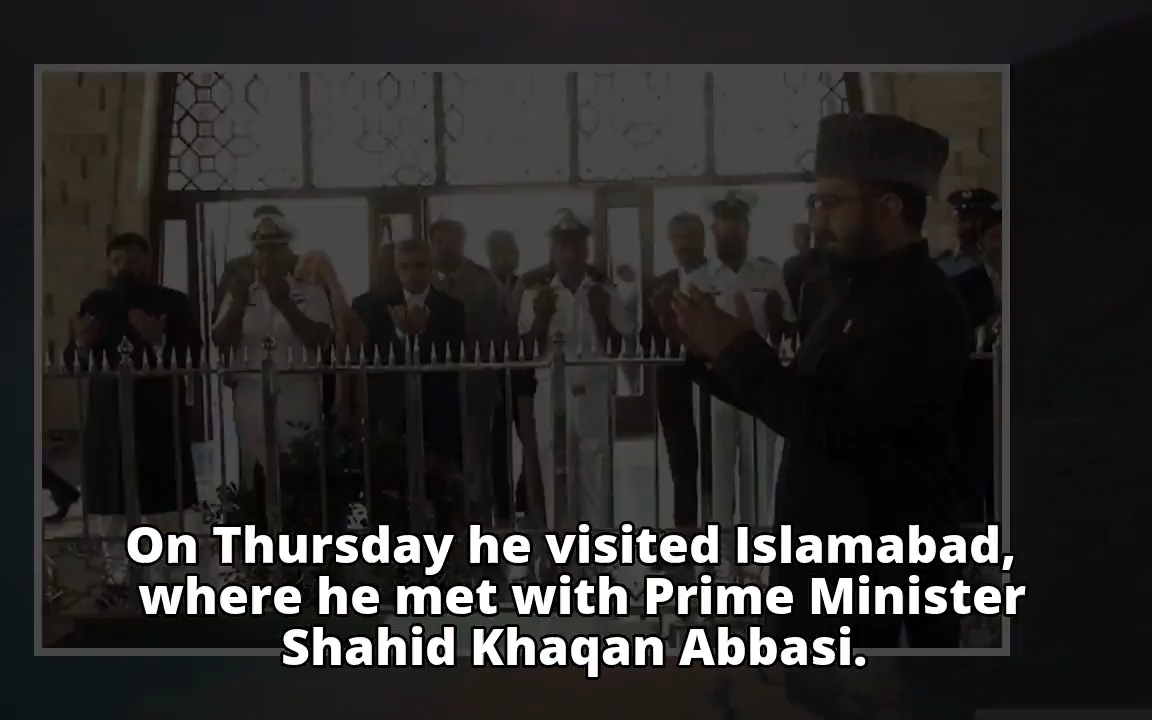 On Thursday he visited Islamabad,
where he met with Prime Minister
Shahid Khaqan Abbasi.